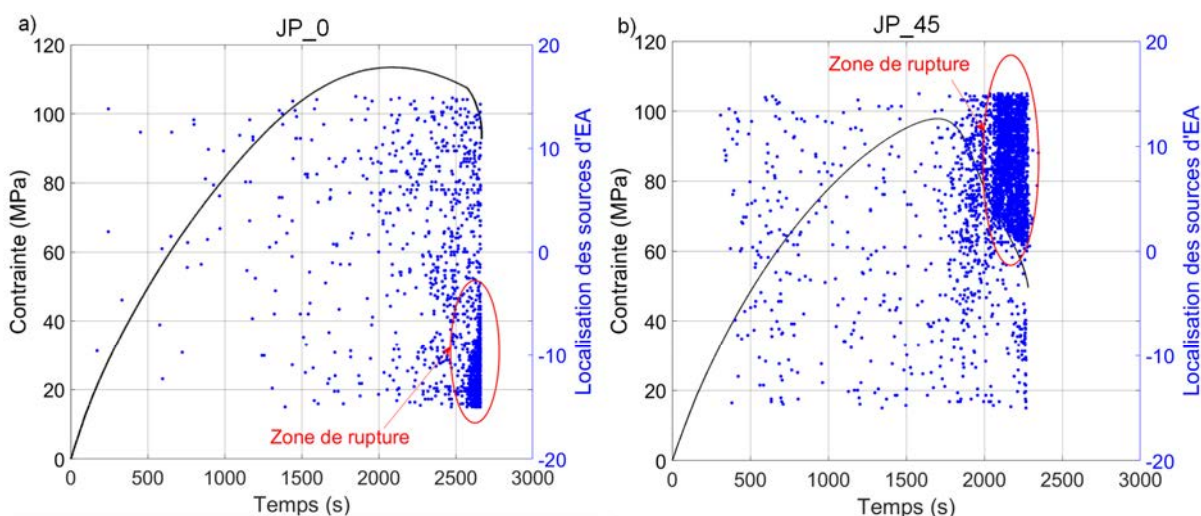 a)
JP_0
120
100
80
60
40
20
0
Contrainte (MPa)
20
10
0
-10
-20
Localisation des sources d'EA
Zone de rupture
0 500 1000 1500 2000 2500 3000
Temps (s)
b)
JP_45
120
100
80
60
40
20
0
Contrainte (MPa)
20
10
0
-10
-20
Localisation des sources d'EA
Zone de rupture
0 500 1000 1500 2000 2500 3000
Temps (s)